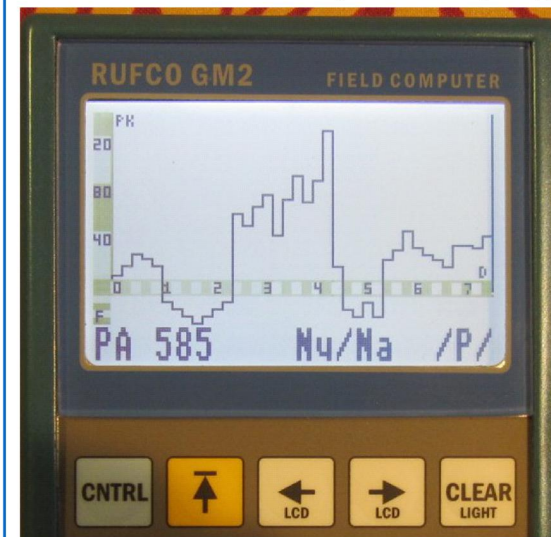 RUFCO GM2 FIELD COMPUTER
PK
20
80
40
D
0 1 2 3 4 5 6 7
F
PA 585 Nu/Na /P/
CNTRL LCD LCD CLEAR
LIGHT